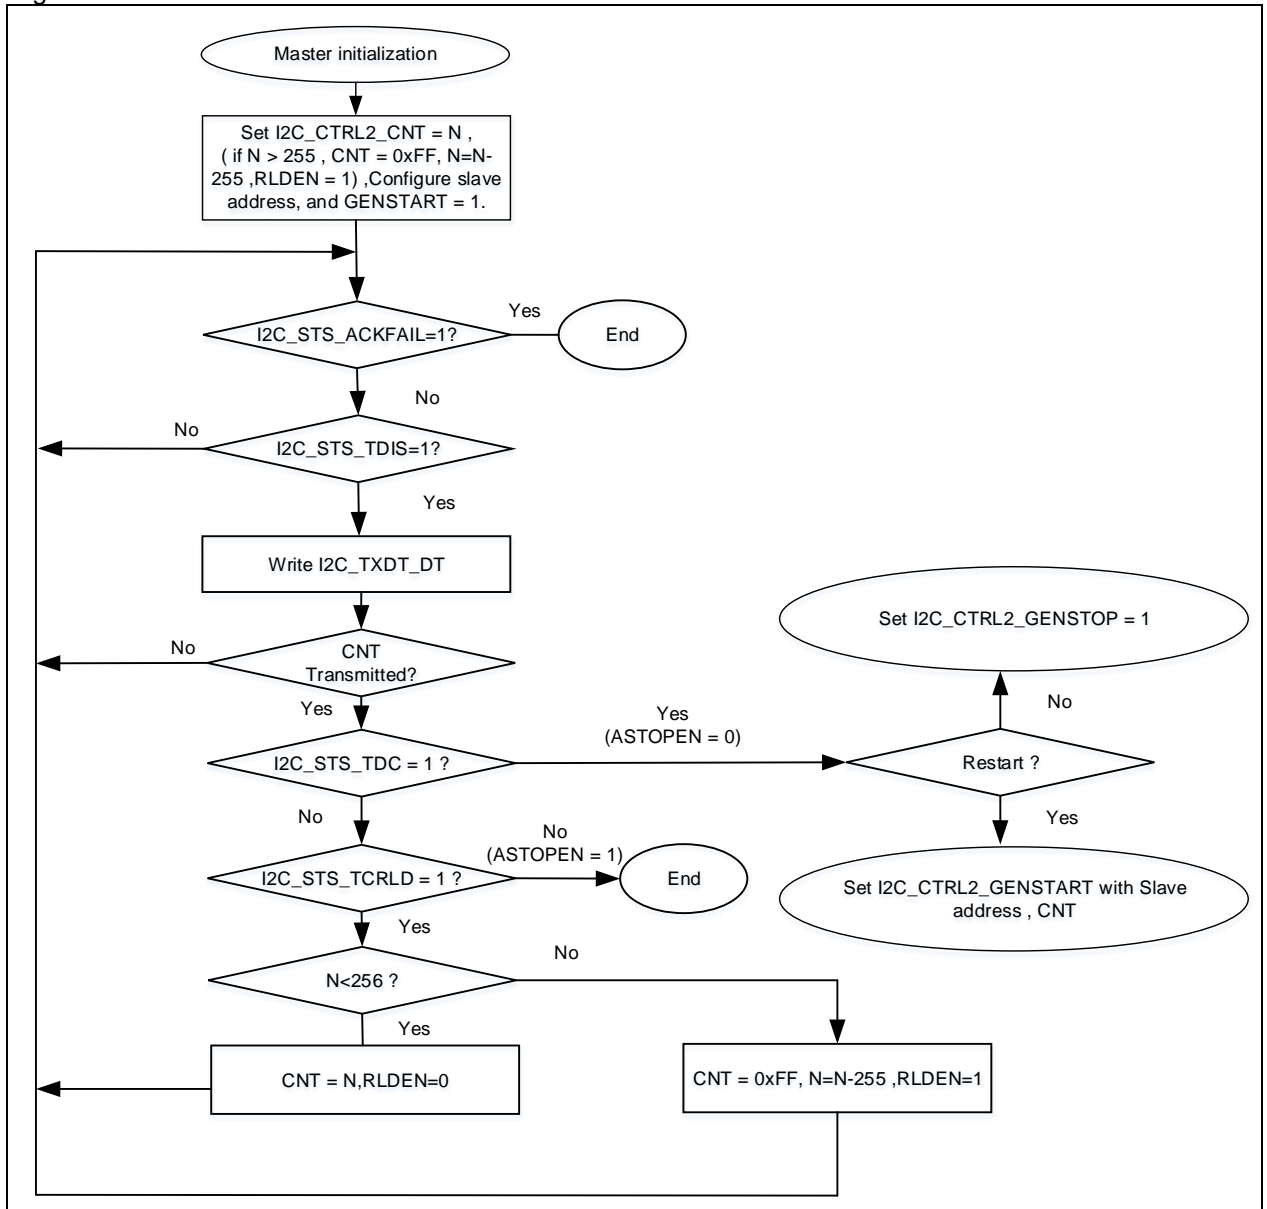 Master initialization
Set I2C_CTRL2_CNT = N ,
( if N > 255 , CNT = 0xFF, N=N-
255 ,RLDEN = 1) ,Configure slave
address, and GENSTART = 1.
Yes
I2C_STS_ACKFAIL=1?
End
No
No
I2C_STS_TDIS=1?
Yes
Write I2C_TXDT_DT
Set I2C_CTRL2_GENSTOP = 1
No
CNT
Transmitted?
Yes
Yes
(ASTOPEN = 0)
No
I2C_STS_TDC = 1 ?
Restart ?
No
Yes
No
(ASTOPEN = 1)
I2C_STS_TCRLD = 1 ?
End
Set I2C_CTRL2_GENSTART with Slave
address , CNT
Yes
No
N<256 ?
Yes
CNT = N,RLDEN=0
CNT = 0xFF, N=N-255 ,RLDEN=1